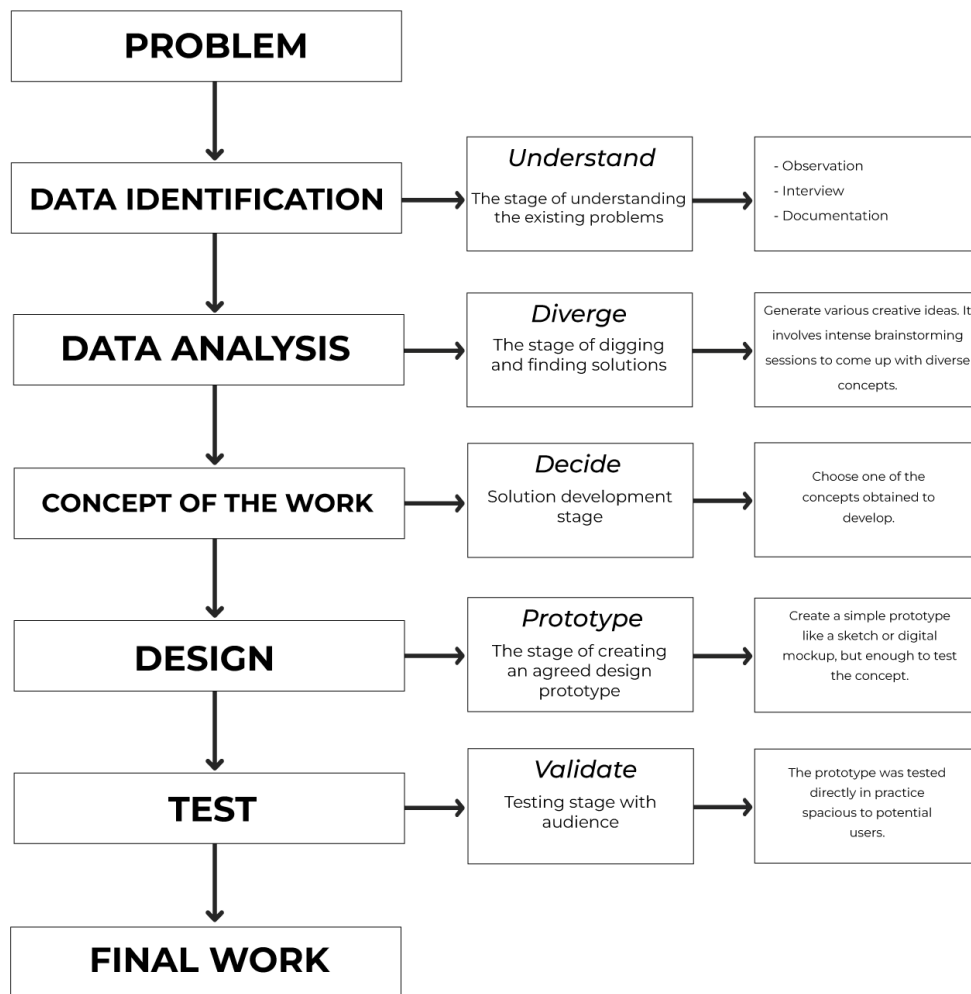 PROBLEM
DATA IDENTIFICATION
Understand
The stage of understanding
the existing problems
- Observation
- Interview
- Documentation
DATA ANALYSIS
Diverge
The stage of digging
and finding solutions
Generate various creative ideas. It
involves intense brainstorming
sessions to come up with diverse
concepts.
CONCEPT OF THE WORK
Decide
Solution development
stage
Choose one of the
concepts obtained to
develop.
DESIGN
Prototype
The stage of creating
an agreed design
prototype
Create a simple prototype
like a sketch or digital
mockup, but enough to test
the concept.
TEST
Validate
Testing stage with
audience
The prototype was tested
directly in practice
spacious to potential
users.
FINAL WORK